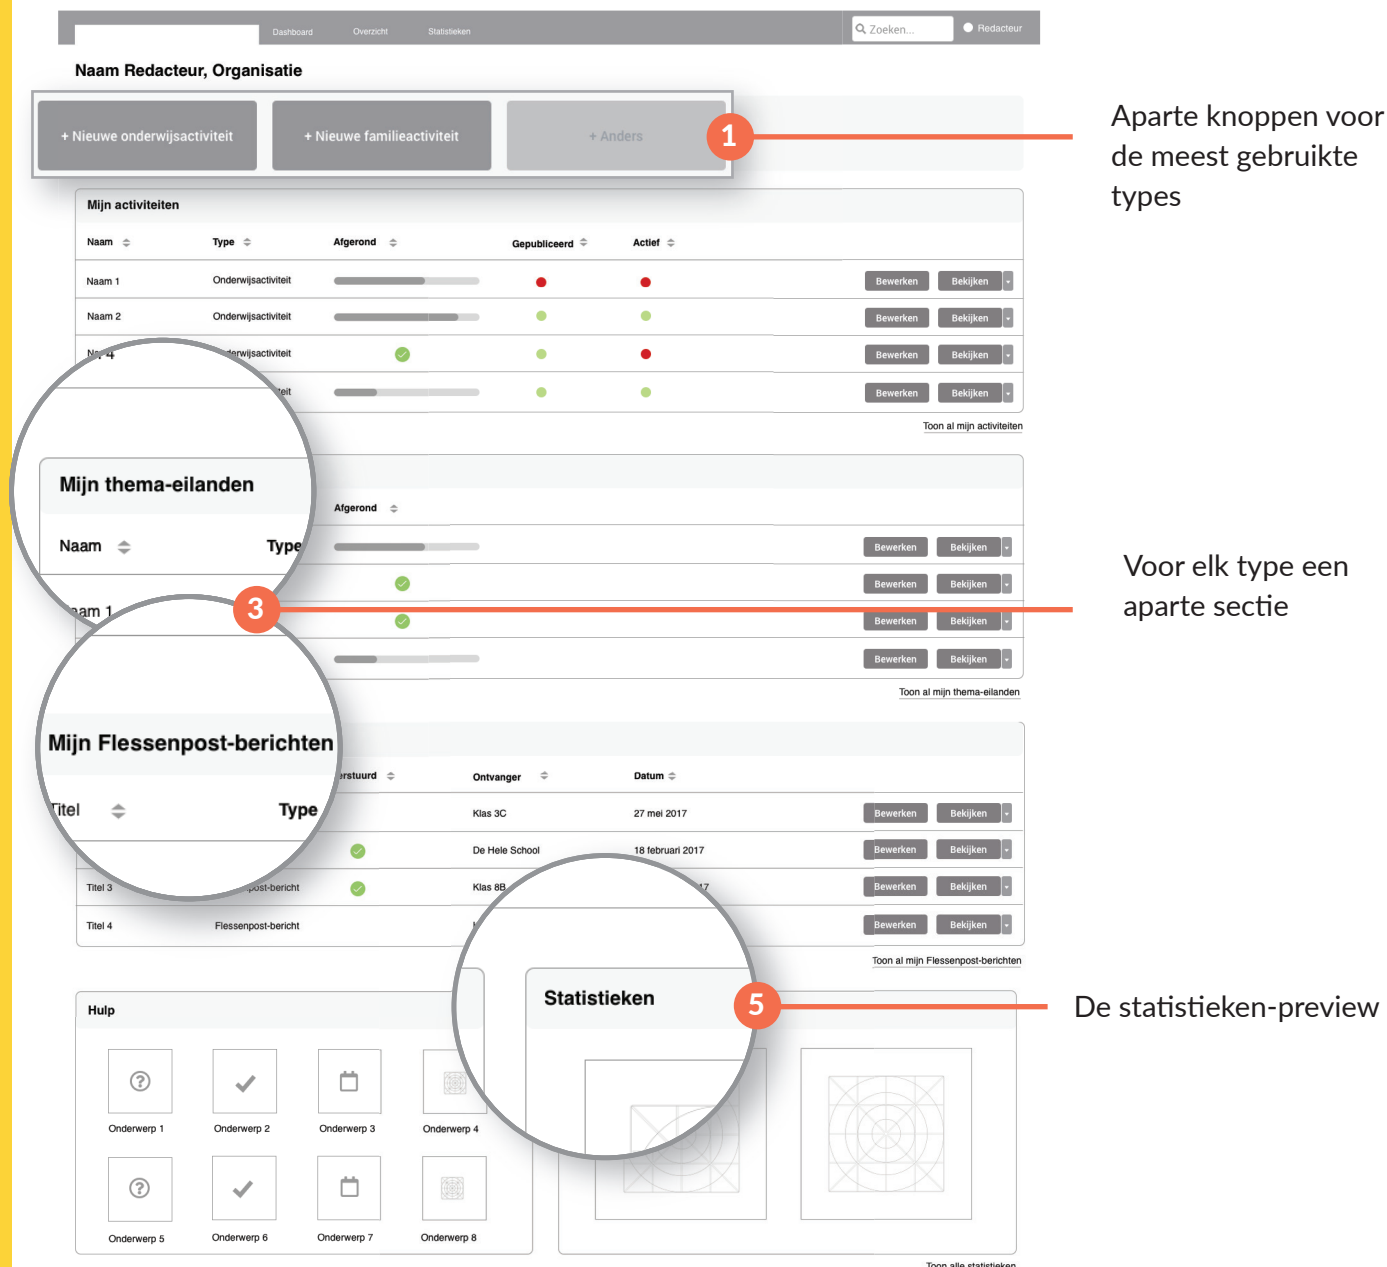 Dashboard Overzicht Statistieken Zoeken... Redacteur
Naam Redacteur, Organisatie
+ Nieuwe onderwijsactiviteit + Nieuwe familieactiviteit + Anders 1
Aparte knoppen voor
de meest gebruikte
types
Mijn activiteiten
Naam Type Afgerond Gepubliceerd Actief
Naam 1 Onderwijsactiviteit Bewerken Bekijken
Naam 2 Onderwijsactiviteit Bewerken Bekijken
4 Bewerken Bekijken
Bewerken Bekijken
Toon al mijn activiteiten
Mijn thema-eilanden
Afgerond
Naam Type
Bewerken Bekijken
Bewerken Bekijken
3 Bewerken Bekijken
Bewerken Bekijken
Voor elk type een
aparte sectie
Toon al mijn thema-eilanden
Mijn Flessenpost-berichten
Ontvanger Datum
Titel Type
Klas 3C 27 mei 2017 Bewerken Bekijken
De Hele School 18 februari 2017 Bewerken Bekijken
Titel 3 Klas 8B Bewerken Bekijken
Titel 4 Flessenpost-bericht Bewerken Bekijken
Toon al mijn Flessenpost-berichten
Hulp
Statistieken 5
De statistieken-preview
Onderwerp 1 Onderwerp 2 Onderwerp 3 Onderwerp 4
Onderwerp 5 Onderwerp 6 Onderwerp 7 Onderwerp 8
Toon alle statistieken